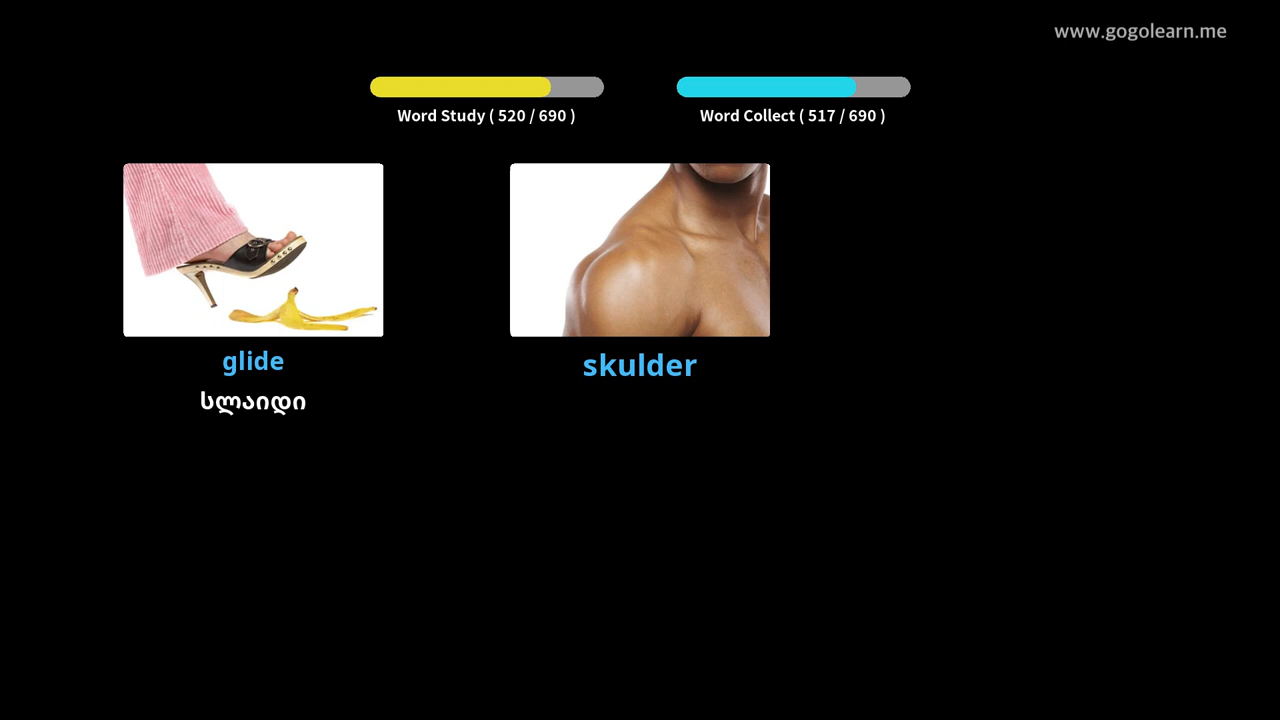 www.gogolearn.me
Word Study ( 520 / 690 )
Word Collect ( 517 / 690 )
glide
skulder
სლაიდი